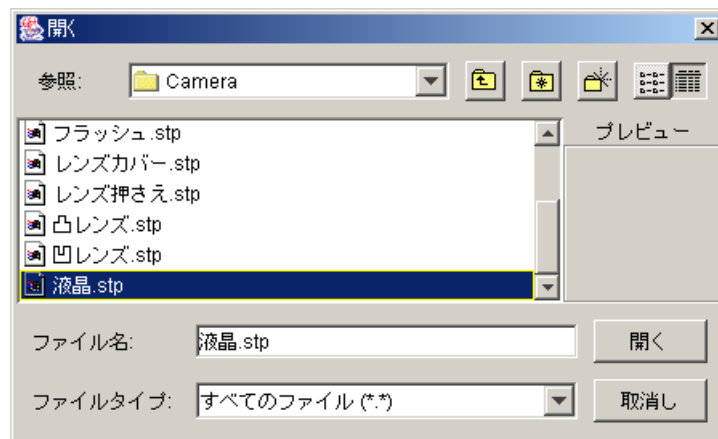 開く
参照: Camera
フラッシュ.stp
プレビュー
レンズカバー.stp
レンズ押さえ.stp
凸レンズ.stp
凹レンズ.stp
液晶.stp
ファイル名: 液晶.stp 開く
ファイルタイプ: すべてのファイル (*.*) 取消し